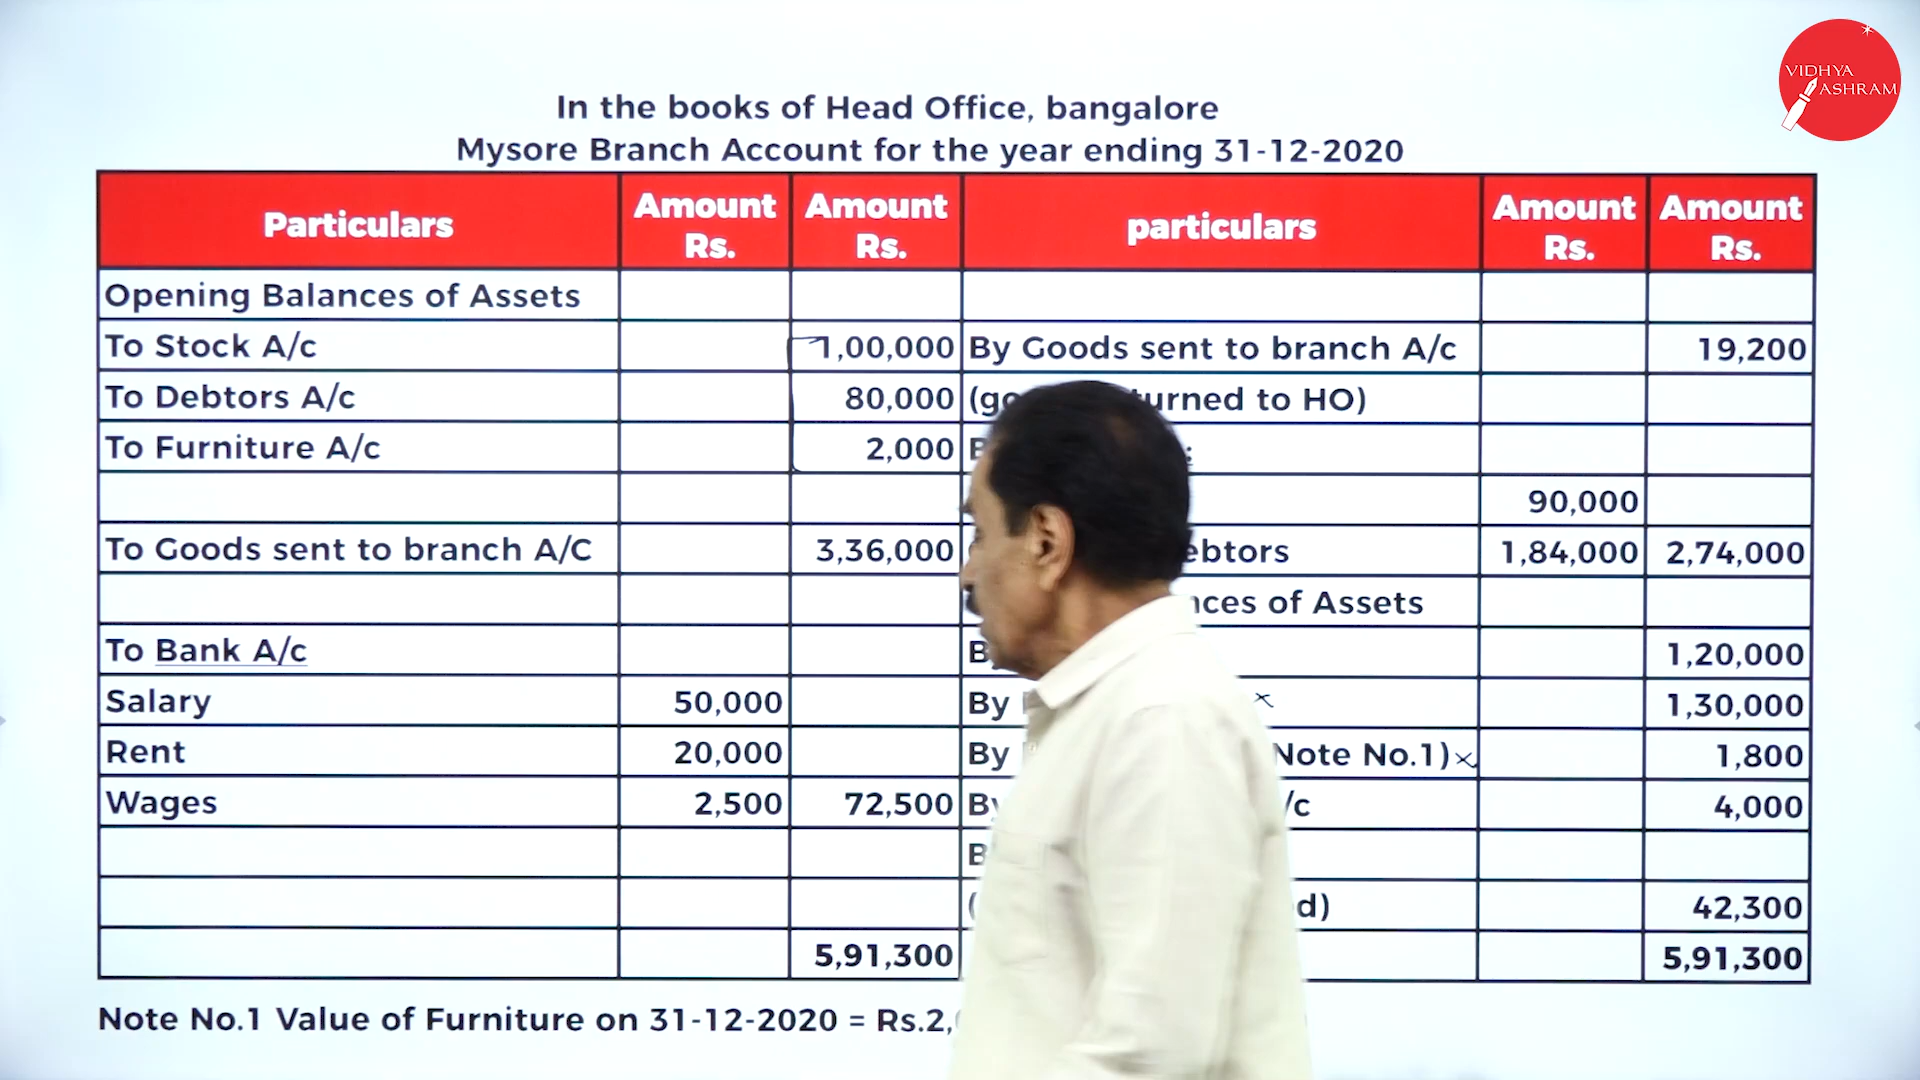 VIDHYA
ASHRAM
In the books of Head Office, bangalore
Mysore Branch Account for the year ending 31-12-2020
Particulars Amount Rs. Amount Rs. particulars Amount Rs. Amount Rs.
Opening Balances of Assets
To Stock A/c 1,00,000 By Goods sent to branch A/c 19,200
To Debtors A/c 80,000 to HO)
To Furniture A/c 2,000
90,000
To Goods sent to branch A/C 3,36,000 1,84,000 2,74,000
of Assets
To Bank A/c 1,20,000
Salary 50,000 By 1,30,000
Rent 20,000 By Note No.1) 1,800
Wages 2,500 72,500 By 4,000
42,300
5,91,300 5,91,300
Note No.1 Value of Furniture on 31-12-2020 = Rs.2,